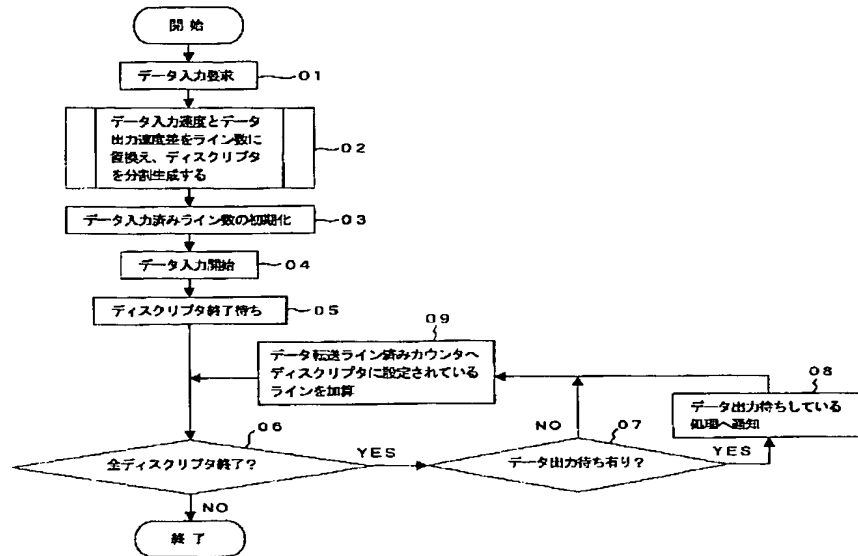 開始
データ入力要求
01
データ入力速度とデータ
出力速度差をライン数に
置換え、ディスクリプタ
を分割生成する
02
データ入力済みライン数の初期化
03
データ入力開始
04
ディスクリプタ終了待ち
05
09
データ転送ライン済みカウンタへ
ディスクリプタに設定されている
ラインを加算
08
データ出力待ちしている
処理へ通知
06
全ディスクリプタ終了?
YES
NO
07
データ出力待ち有り?
NO
YES
終了